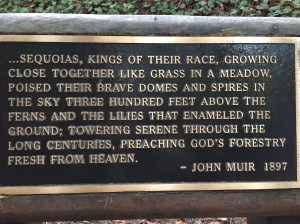 ...SEQUOIAS, KINGS OF THEIR RACE, GROWING
CLOSE TOGETHER LIKE GRASS IN A MEADOW,
POISED THEIR BRAVE DOMES AND SPIRES IN
THE SKY THREE HUNDRED FEET ABOVE THE
FERNS AND THE LILIES THAT ENAMELED THE
GROUND; TOWERING SERENE THROUGH THE
LONG CENTURIES, PREACHING GOD'S FORESTRY
FRESH FROM HEAVEN.
– JOHN MUIR 1897